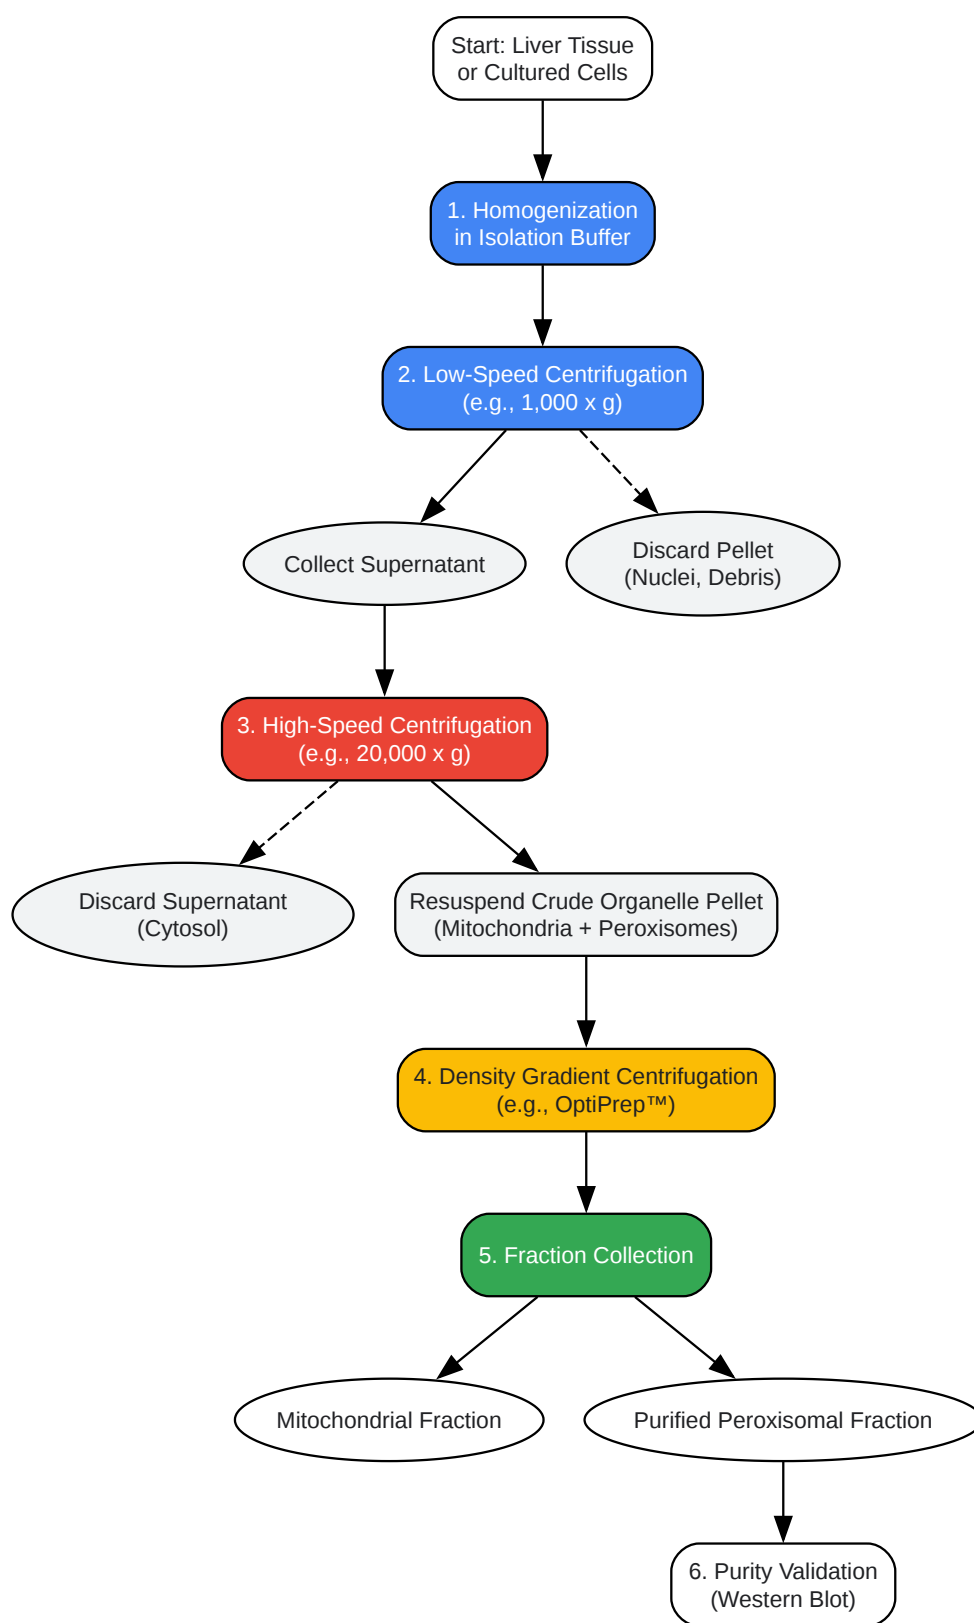 Start: Liver Tissue
or Cultured Cells
1. Homogenization
in Isolation Buffer
2. Low-Speed Centrifugation
(e.g., 1,000 x g)
Collect Supernatant
Discard Pellet
(Nuclei, Debris)
3. High-Speed Centrifugation
(e.g., 20,000 x g)
Discard Supernatant
(Cytosol)
Resuspend Crude Organelle Pellet
(Mitochondria + Peroxisomes)
4. Density Gradient Centrifugation
(e.g., OptiPrep™)
5. Fraction Collection
Mitochondrial Fraction
Purified Peroxisomal Fraction
6. Purity Validation
(Western Blot)